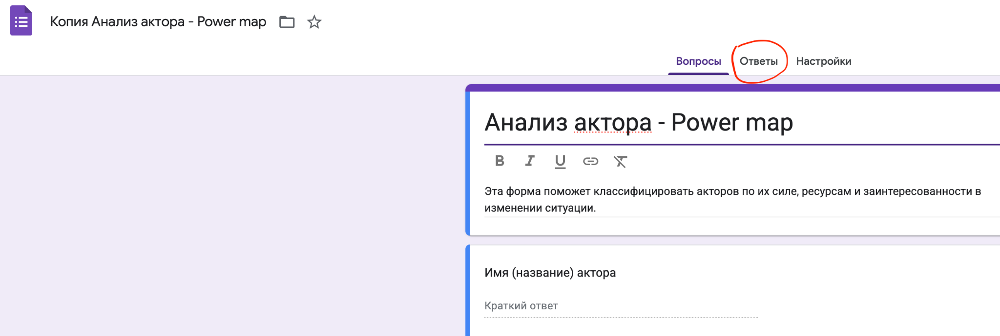 Копия Анализ актора - Power map
Вопросы Ответы Настройки
Анализ актора - Power map
B I U
Эта форма поможет классифицировать акторов по их силе, ресурсам и заинтересованности в
изменении ситуации.
Имя (название) актора
Краткий ответ